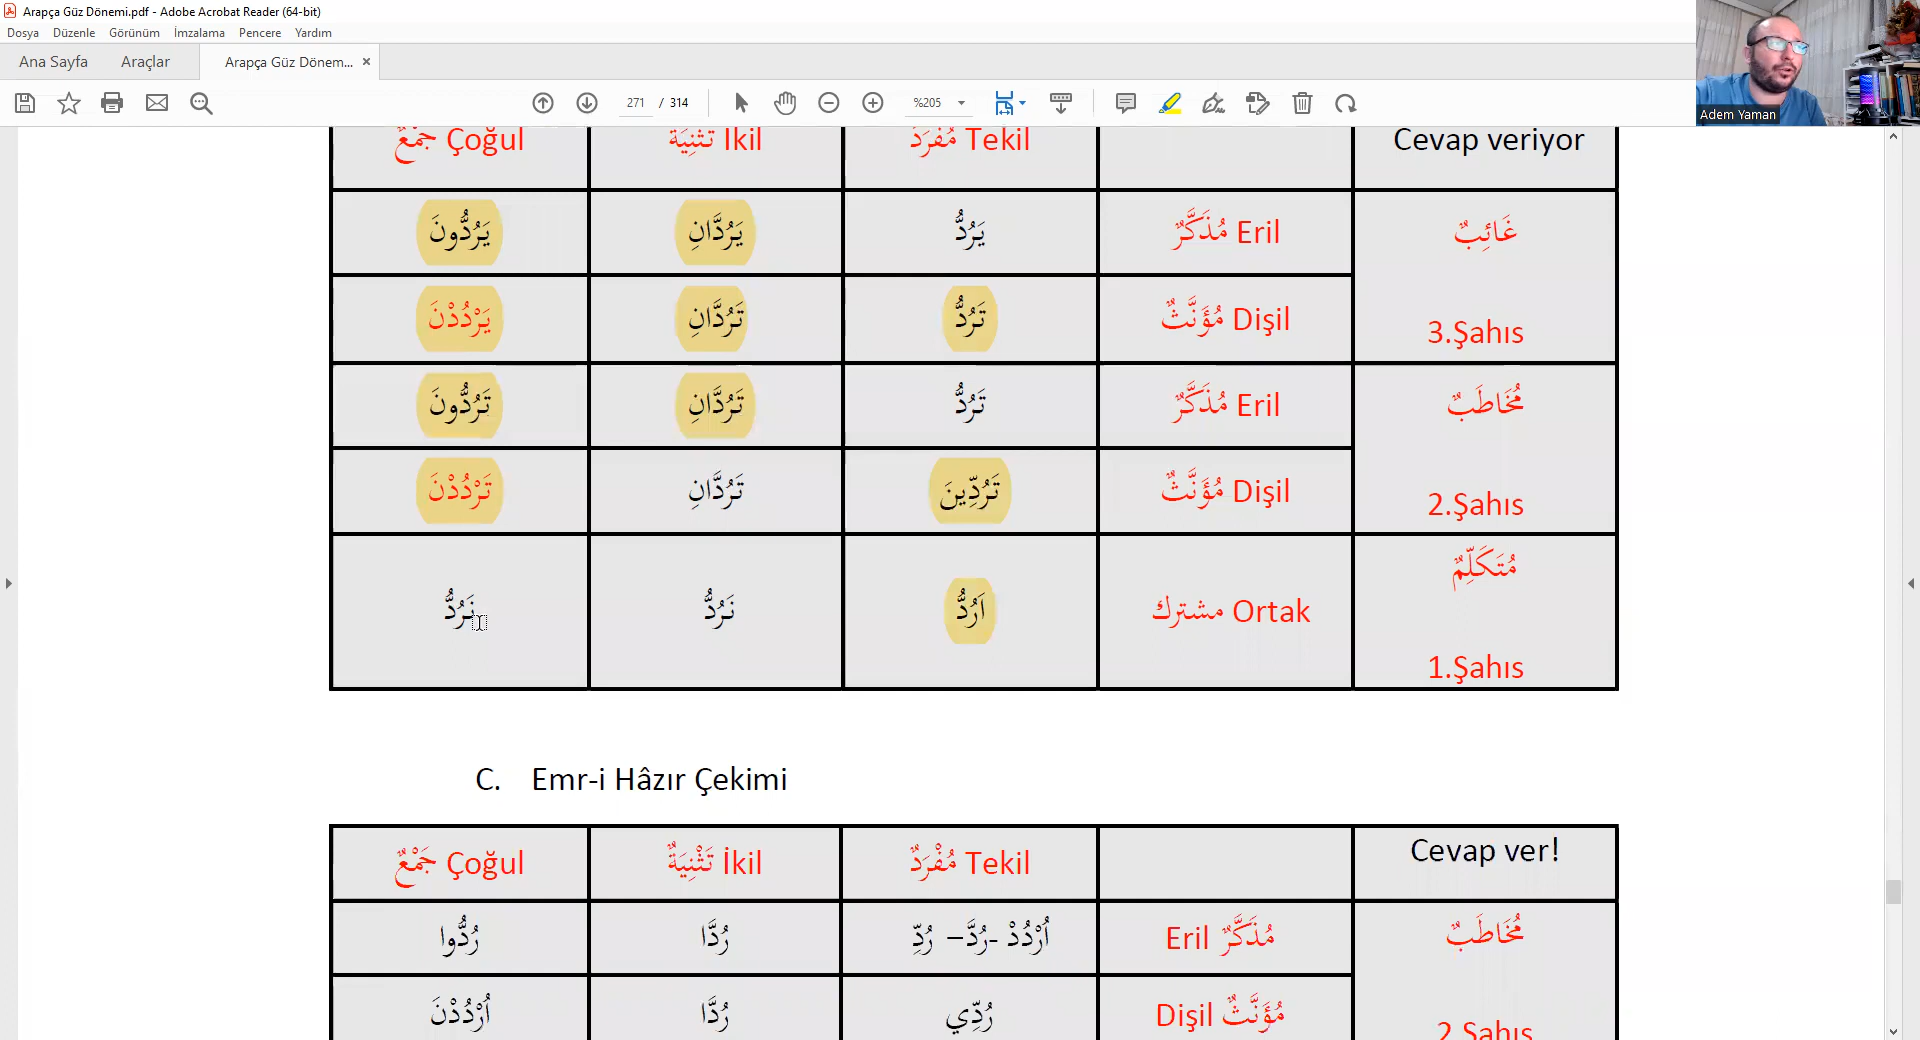 Arapça Güz Dönemi.pdf - Adobe Acrobat Reader (64-bit)
Dosya Düzenle Görünüm İmzalama Pencere Yardım
Ana Sayfa Araçlar Arapça Güz Dönem... ×
271 / 314 %205
Adem Yaman
جَمْعٌ Çoğul تَثْنِيَةٌ İkil مُفْرَدٌ Tekil Cevap veriyor
يَرُدُّونَ يَرُدَّانِ يَرُدُّ مُذَكَّرٌ Eril غَائِبٌ
يَرْدُدْنَ تَرُدَّانِ تَرُدُّ مُؤَنَّثٌ Dişil 3.Şahıs
تَرُدُّونَ تَرُدَّانِ تَرُدُّ مُذَكَّرٌ Eril مُخَاطَبٌ
تَرْدُدْنَ تَرُدَّانِ تَرُدِّينَ مُؤَنَّثٌ Dişil 2.Şahıs
مُتَكَلِّمٌ
نَرُدُّ نَرُدُّ اَرُدُّ مشترك Ortak
1.Şahıs
C. Emr-i Hâzır Çekimi
جَمْعٌ Çoğul تَثْنِيَةٌ İkil مُفْرَدٌ Tekil Cevap ver!
رُدُّوا رُدَّا اُرْدُدْ -رُدَّ – رُدِّ Eril مُذَكَّرٌ مُخَاطَبٌ
اُرْدُدْنَ رُدَّا رُدِّي Dişil مُؤَنَّثٌ 2.Şahıs